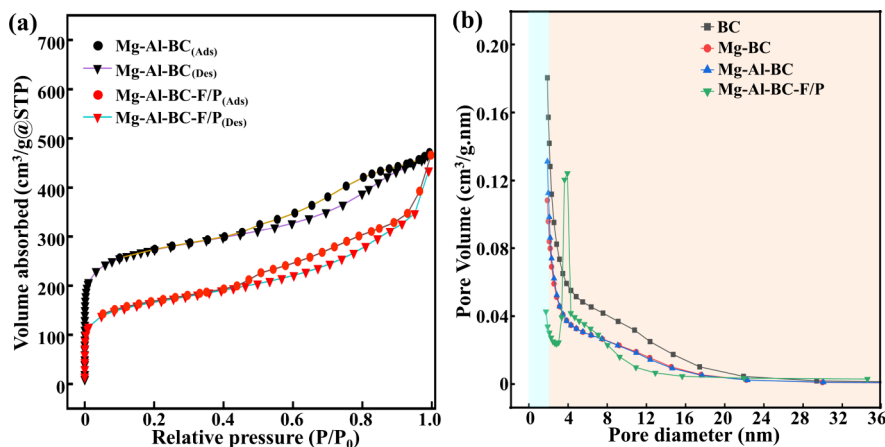 (a)
Volume absorbed (cm³/g@STP)
700
600
500
400
300
200
100
0
Mg-Al-BC(Ads)
Mg-Al-BC(Des)
Mg-Al-BC-F/P(Ads)
Mg-Al-BC-F/P(Des)
0.0 0.2 0.4 0.6 0.8 1.0
Relative pressure (P/P₀)
(b)
Pore Volume (cm³/g.nm)
0.20
0.16
0.12
0.08
0.04
0
BC
Mg-BC
Mg-Al-BC
Mg-Al-BC-F/P
0 4 8 12 16 20 24 28 32 36
Pore diameter (nm)